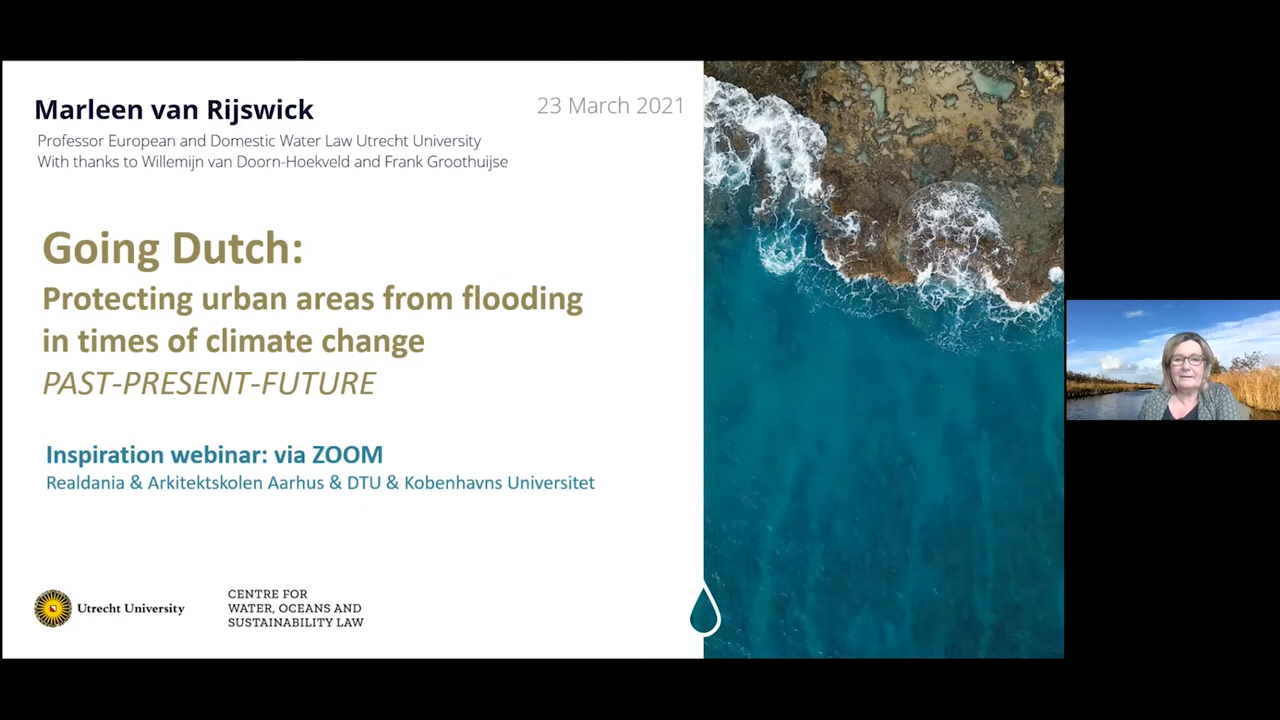 Marleen van Rijswick
23 March 2021
Professor European and Domestic Water Law Utrecht University
With thanks to Willemijn van Doorn-Hoekveld and Frank Groothuijse
Going Dutch:
Protecting urban areas from flooding
in times of climate change
PAST-PRESENT-FUTURE
Inspiration webinar: via ZOOM
Realdania & Arkitektskolen Aarhus & DTU & Kobenhavns Universitet
Utrecht University
CENTRE FOR
WATER, OCEANS AND
SUSTAINABILITY LAW